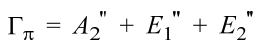 Γπ = A2" + E1" + E2"